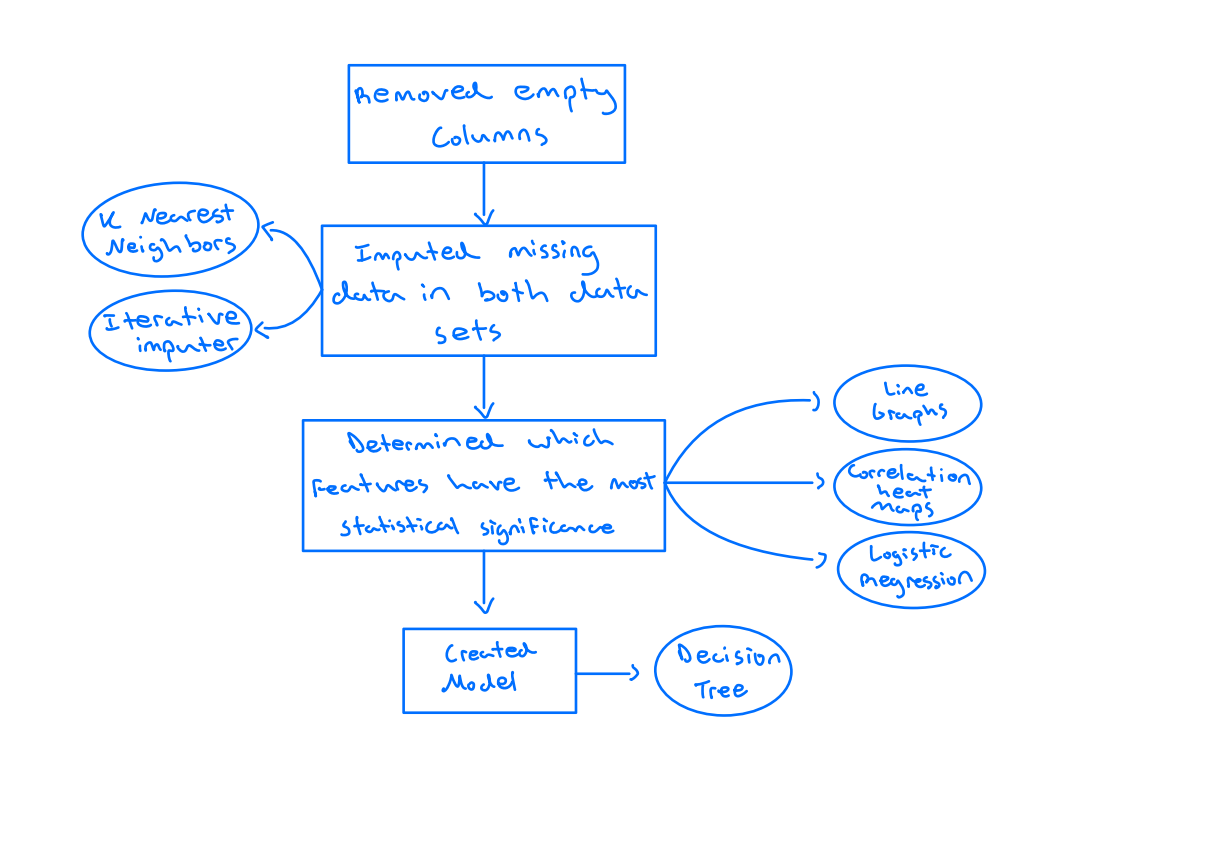 Removed empty
Columns
K Nearest
Neighbors
Imputed missing
data in both data
sets
Iterative
imputer
Determined which
Features have the most
statistical significance
Line
Graphs
Correlation
heat
maps
Logistic
Regression
Created
Model
Decision
Tree